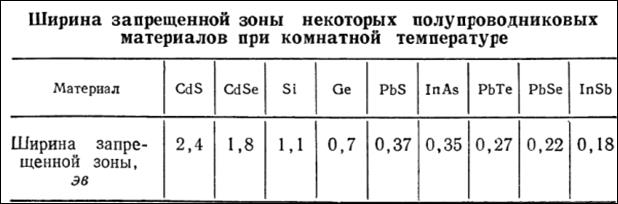 Ширина запрещенной зоны некоторых полупроводниковых
материалов при комнатной температуре
Материал CdS CdSe Si Ge PbS InAs PbTe PbSe InSb
Ширина запре- 2,4 1,8 1,1 0,7 0,37 0,35 0,27 0,22 0,18
щенной зоны,
эв